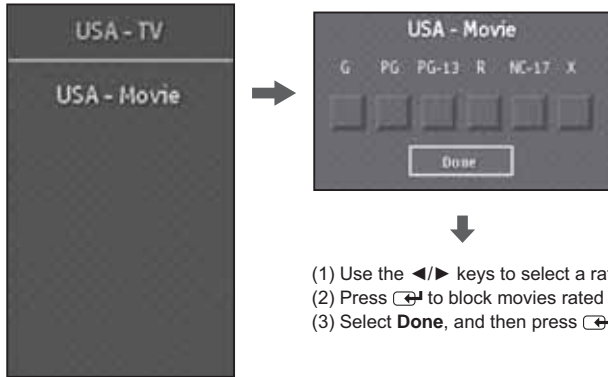 USA - TV
USA - Movie
USA - Movie
G PG PG-13 R NC-17 X
Done
(1) Use the ◄/► keys to select a
(2) Press to block movies rated
(3) Select Done, and then press